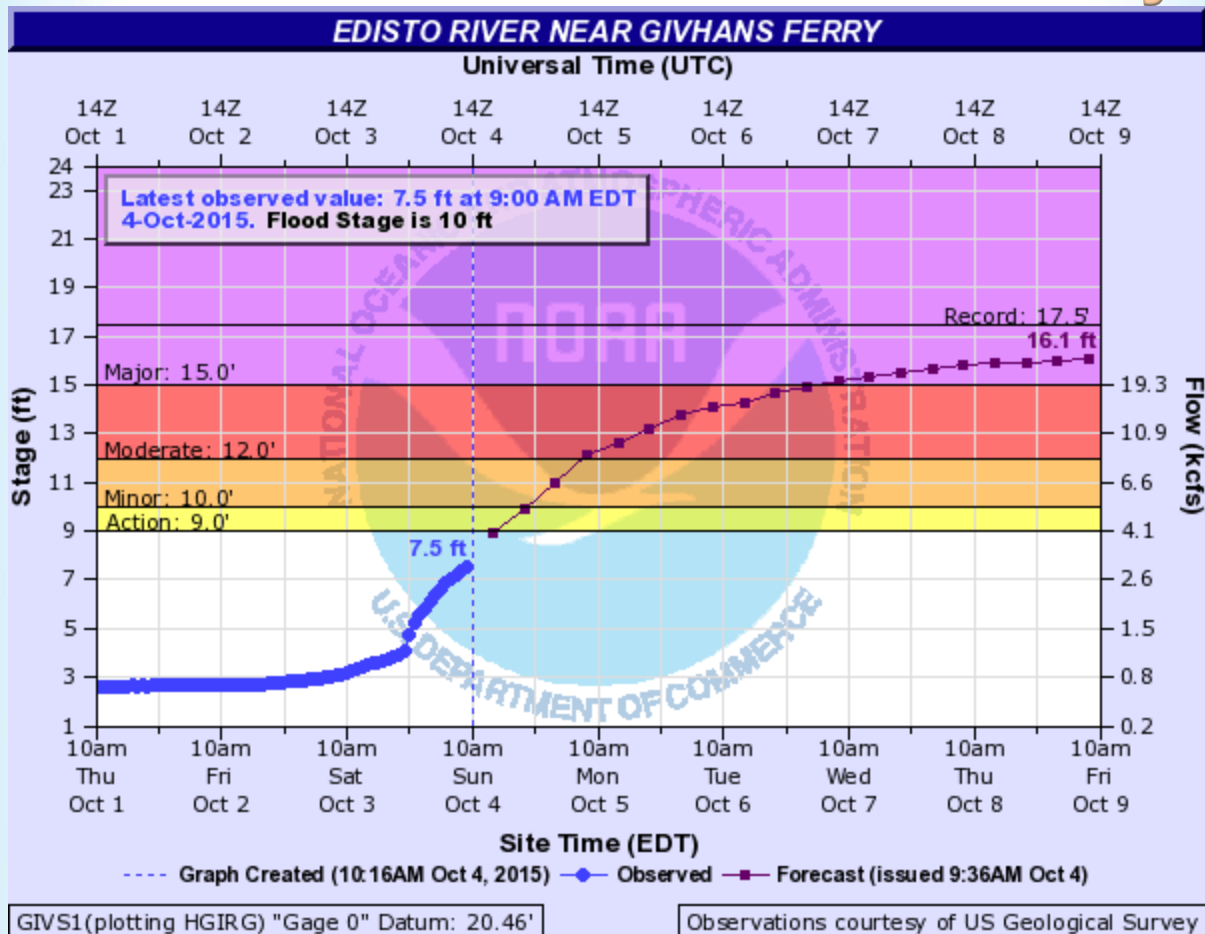 EDISTO RIVER NEAR GIVHANS FERRY
Universal Time (UTC)
14Z 14Z 14Z 14Z 14Z 14Z 14Z 14Z 14Z
Oct 1 Oct 2 Oct 3 Oct 4 Oct 5 Oct 6 Oct 7 Oct 8 Oct 9
Latest observed value: 7.5 ft at 9:00 AM EDT
4-Oct-2015. Flood Stage is 10 ft
Record: 17.5'
16.1 ft
Major: 15.0'
Moderate: 12.0'
Minor: 10.0'
Action: 9.0'
7.5 ft
Stage (ft)
24
23
21
19
17
15
13
11
9
7
5
3
1
Flow (kcfs)
19.3
10.9
6.6
4.1
2.6
1.5
0.8
0.2
NOAA
NATIONAL OCEANIC AND ATMOSPHERIC ADMINISTRATION
U.S. DEPARTMENT OF COMMERCE
10am 10am 10am 10am 10am 10am 10am 10am 10am
Thu Fri Sat Sun Mon Tue Wed Thu Fri
Oct 1 Oct 2 Oct 3 Oct 4 Oct 5 Oct 6 Oct 7 Oct 8 Oct 9
Site Time (EDT)
Graph Created (10:16AM Oct 4, 2015) Observed Forecast (issued 9:36AM Oct 4)
GIVS1(plotting HGIRG) "Gage 0" Datum: 20.46'
Observations courtesy of US Geological Survey